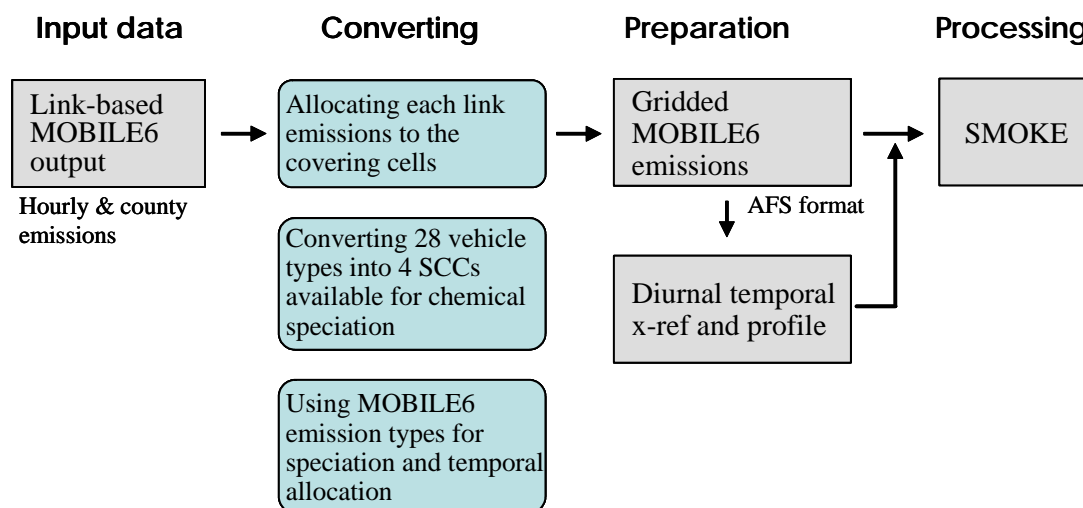 Input data
Converting
Preparation
Processing
Link-based
MOBILE6
output
Hourly & county
emissions
Allocating each link
emissions to the
covering cells
Converting 28 vehicle
types into 4 SCCs
available for chemical
speciation
Using MOBILE6
emission types for
speciation and temporal
allocation
Gridded
MOBILE6
emissions
AFS format
Diurnal temporal
x-ref and profile
SMOKE